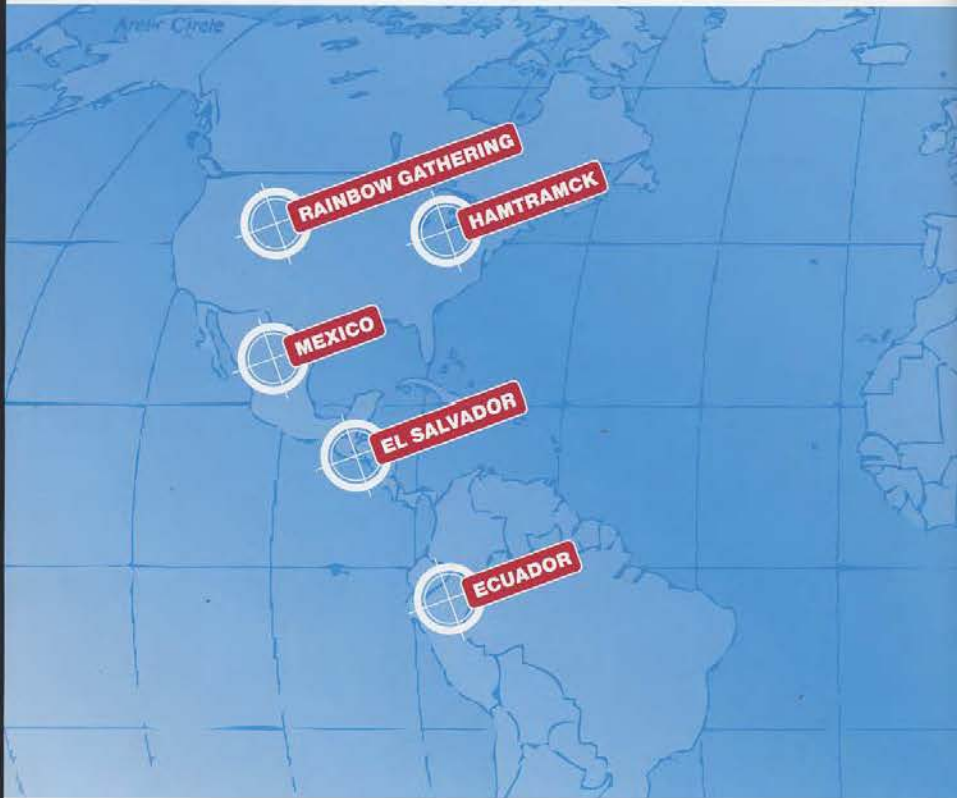 Arctic Circle
RAINBOW GATHERING
HAMTRAMCK
MEXICO
EL SALVADOR
ECUADOR